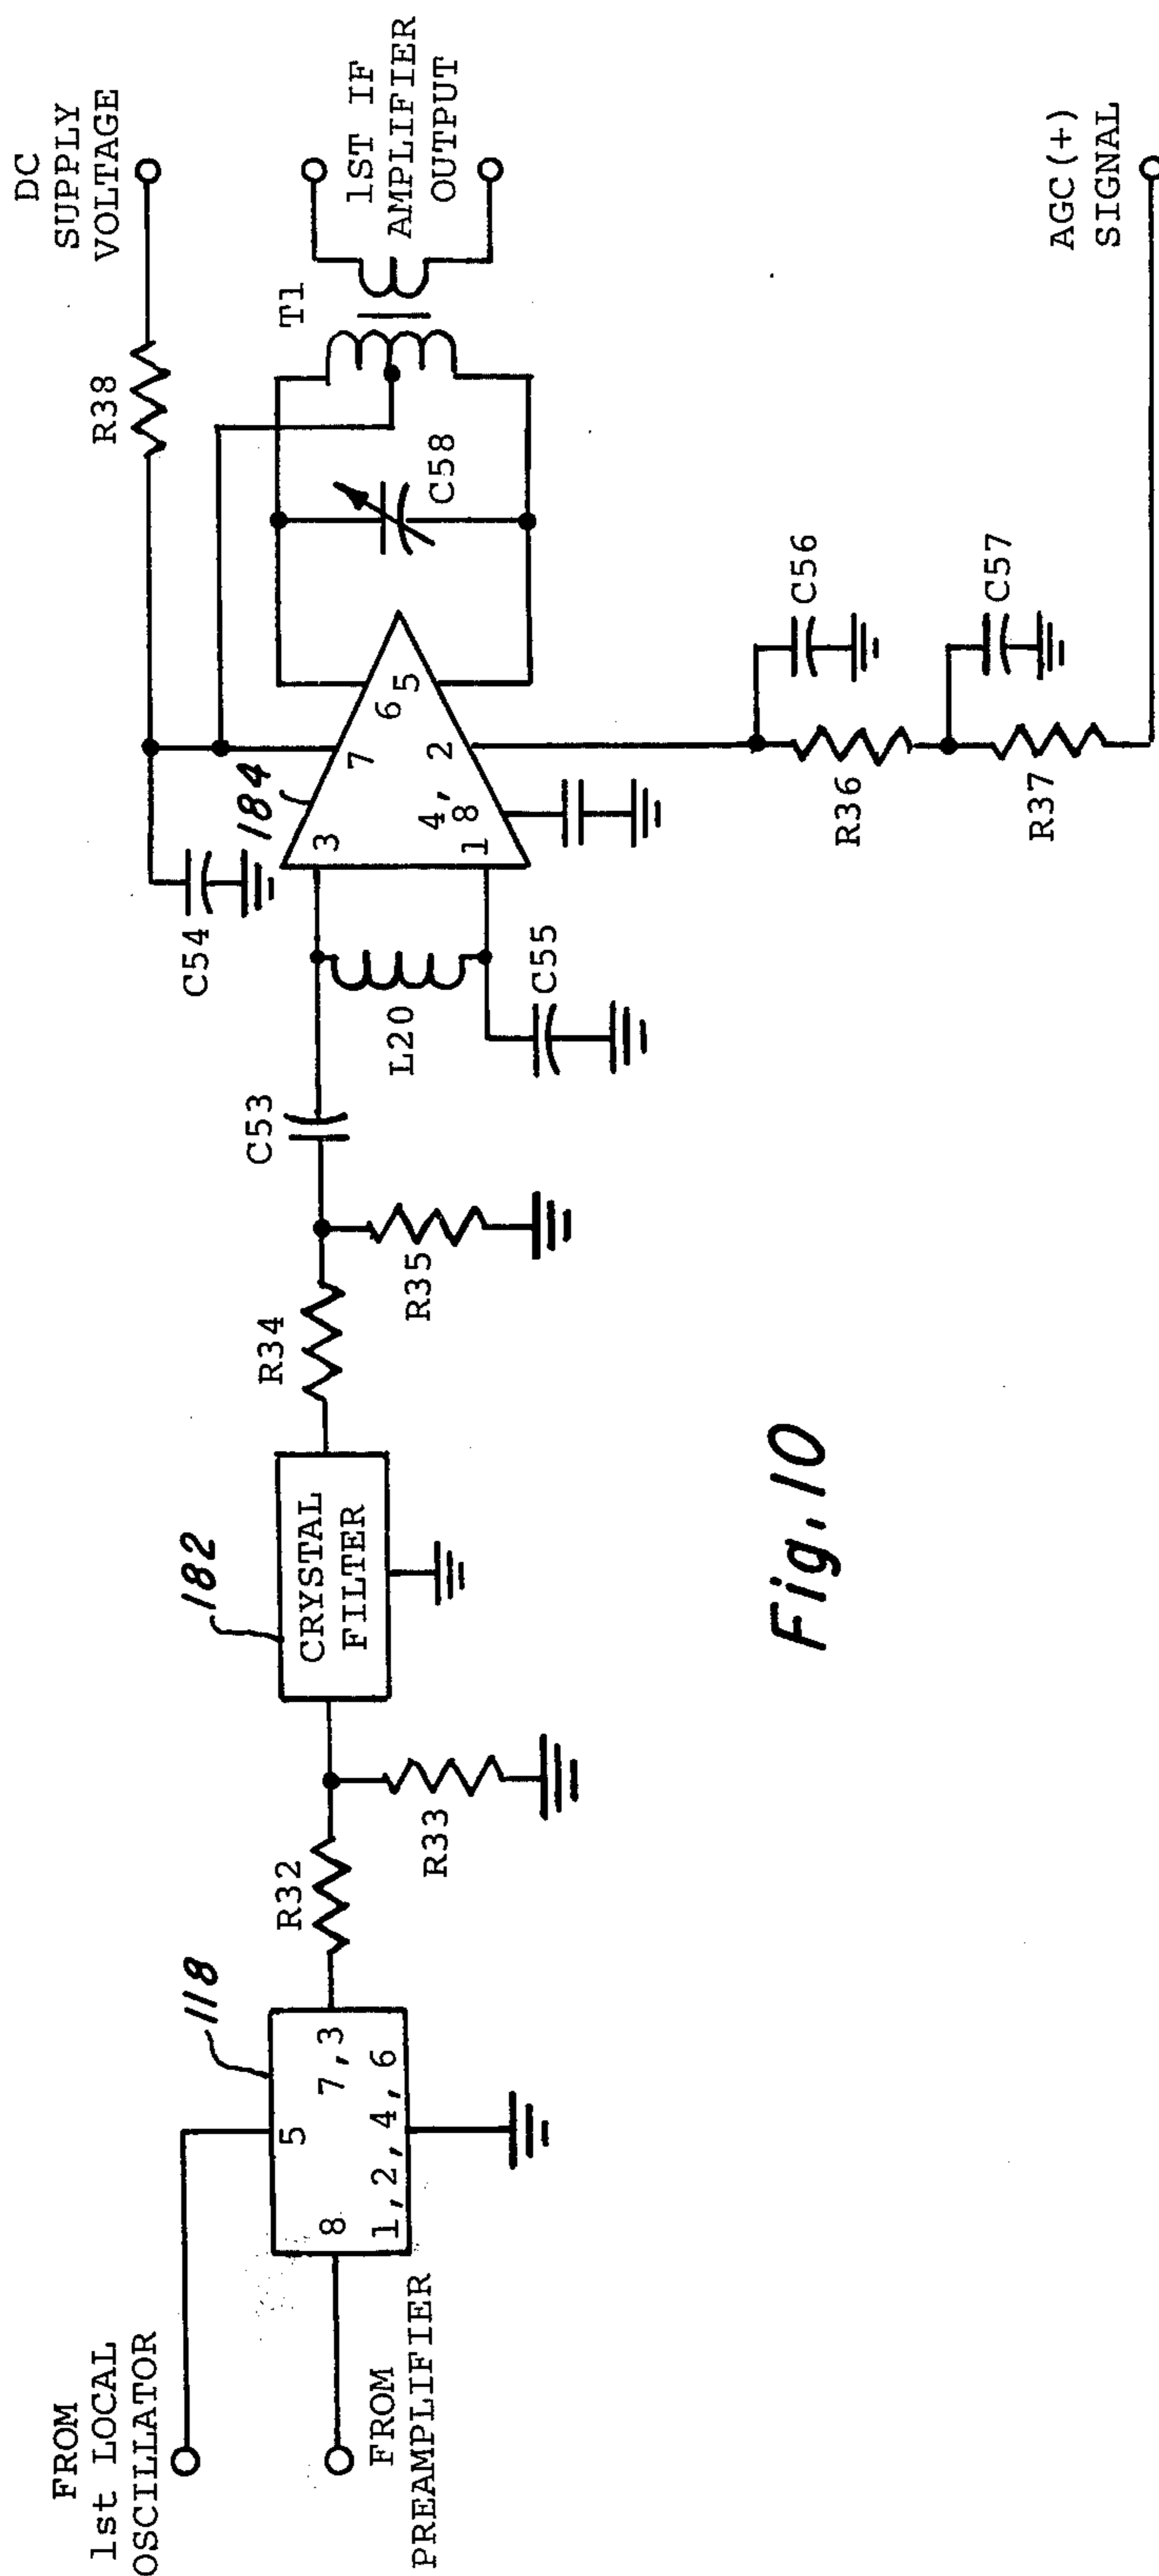 FROM
1st LOCAL
OSCILLATOR
FROM
PREAMPLIFIER
118
5
8
7,3
1,2,4,6
R32
R33
182
CRYSTAL
FILTER
R34
R35
C53
L20
C55
C54
184
3
7
6
5
4,
8
2
1
R38
DC
SUPPLY
VOLTAGE
C58
T1
1ST IF
AMPLIFIER
OUTPUT
C56
R36
C57
R37
AGC(+)
SIGNAL
Fig. 10